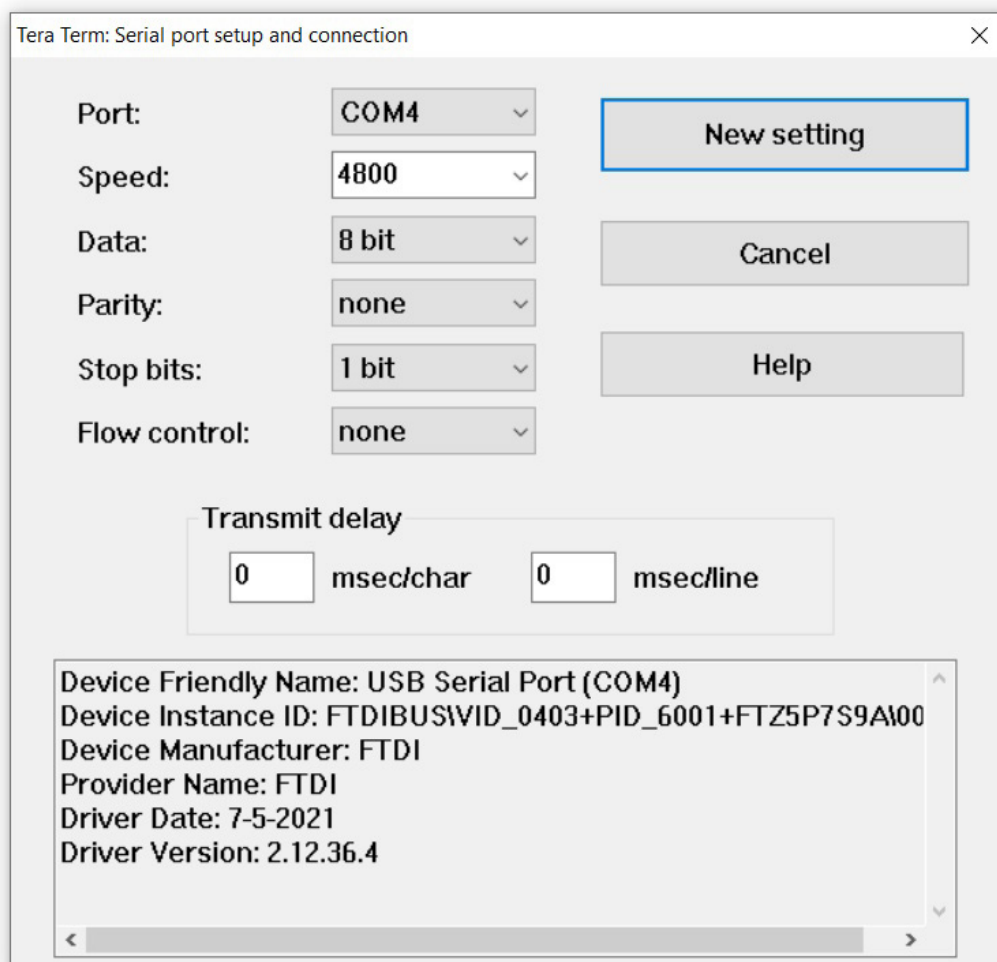 Tera Term: Serial port setup and connection
Port: COM4 New setting
Speed: 4800
Data: 8 bit Cancel
Parity: none
Stop bits: 1 bit Help
Flow control: none
Transmit delay
0 msec/char 0 msec/line
Device Friendly Name: USB Serial Port (COM4)
Device Instance ID: FTDIBUS\VID_0403+PID_6001+FTZ5P7S9A\00
Device Manufacturer: FTDI
Provider Name: FTDI
Driver Date: 7-5-2021
Driver Version: 2.12.36.4